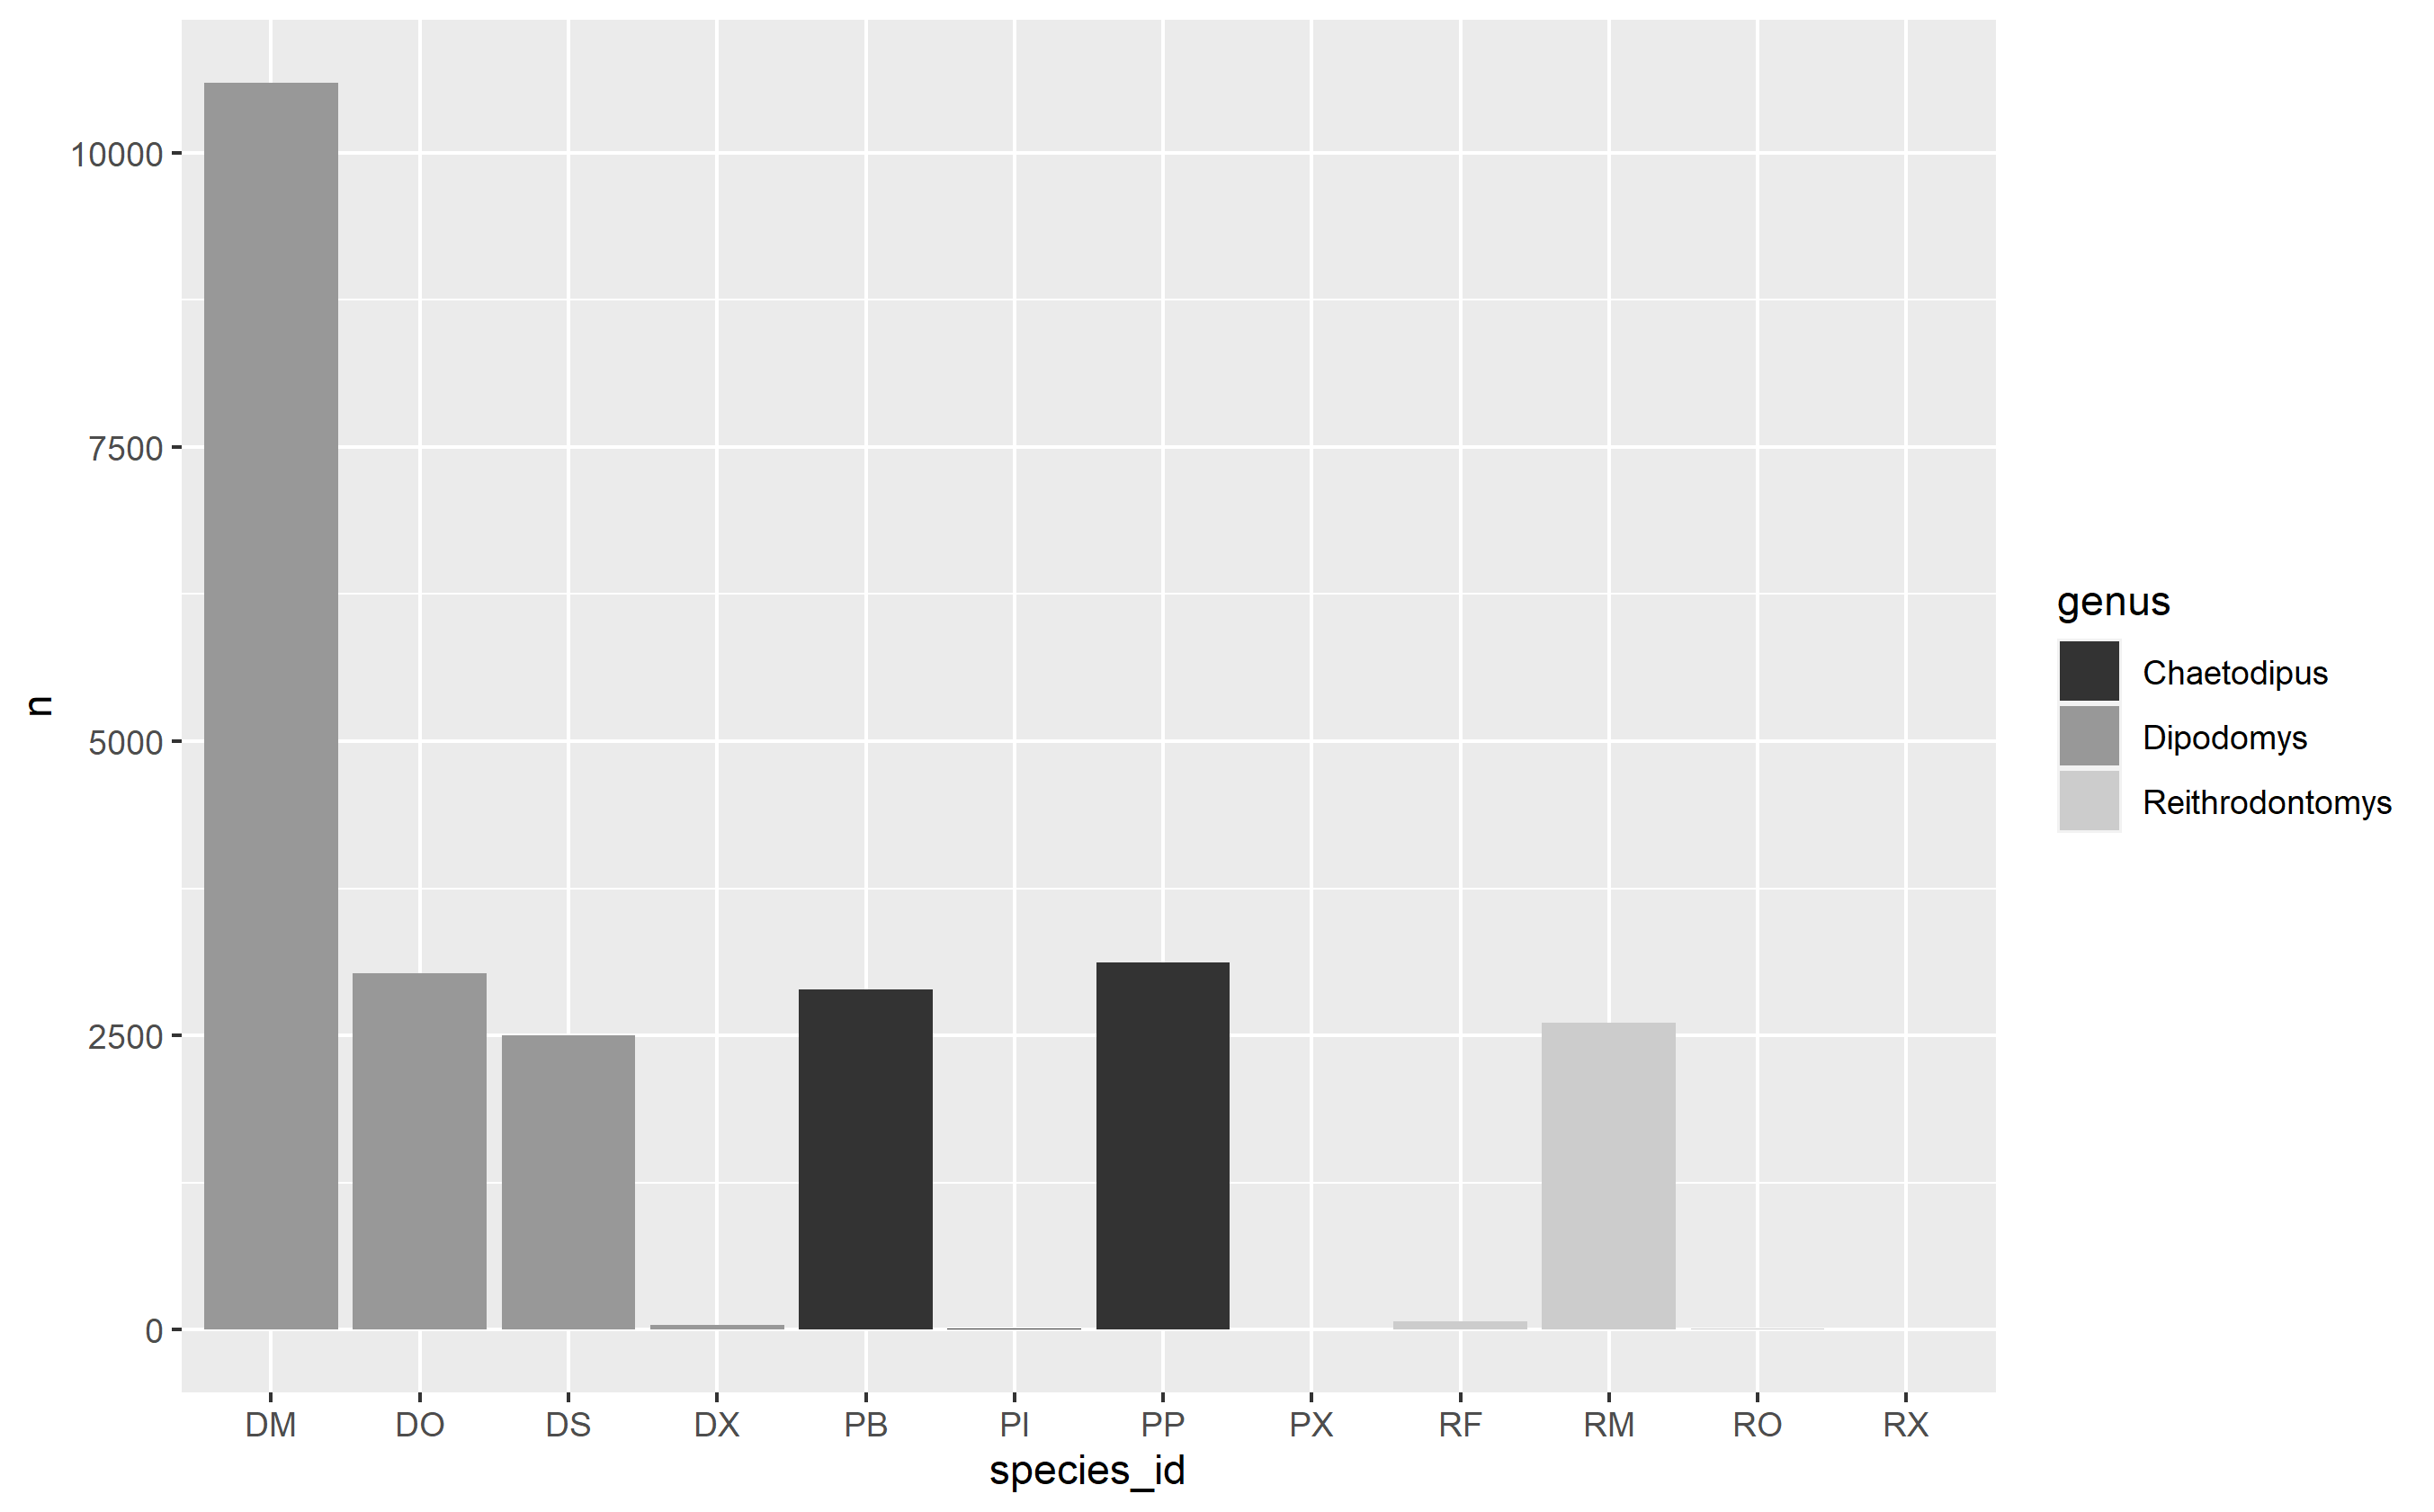 10000
7500
5000
2500
0
n
DM DO DS DX PB PI PP PX RF RM RO RX
species_id
genus
Chaetodipus
Dipodomys
Reithrodontomys